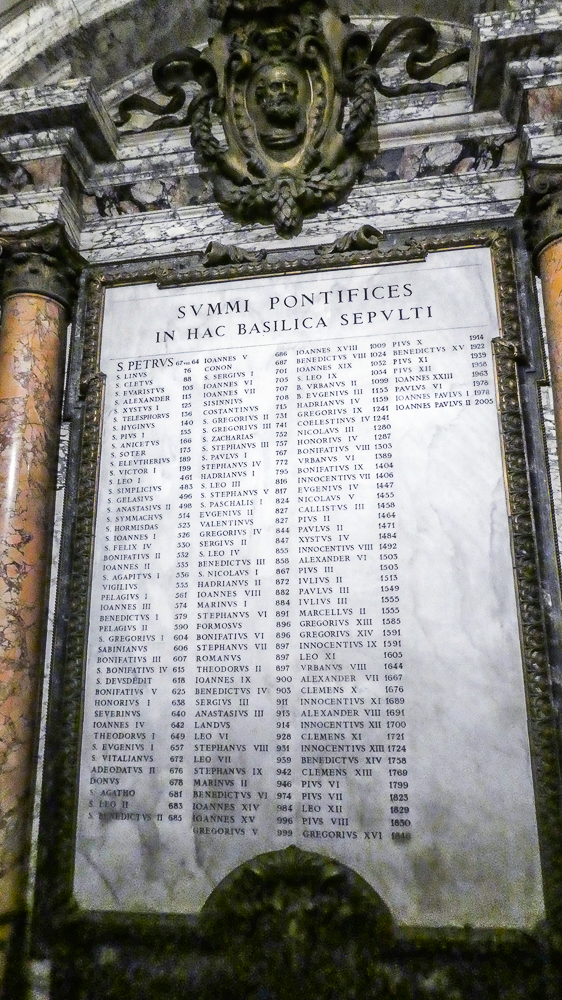 SVMMI PONTIFICES
IN HAC BASILICA SEPVLTI
S. PETRVS 67 vel 64
S. LINVS 76
S. CLETVS 88
S. EVARISTVS 105
S. ALEXANDER 115
S. XYSTVS I 125
S. TELESPHORVS 136
S. HYGINVS 140
S. PIVS I 155
S. ANICETVS 166
S. SOTER 175
S. ELEVTHERIVS 189
S. VICTOR I 199
S. LEO I 461
S. SIMPLICIVS 483
S. GELASIVS 496
S. ANASTASIVS II 498
S. SYMMACHVS 514
S. HORMISDAS 523
S. IOANNES I 526
S. FELIX IV 530
BONIFATIVS II 532
IOANNES II 535
S. AGAPITVS I 536
VIGILIVS 555
PELAGIVS I 561
IOANNES III 574
BENEDICTVS I 579
PELAGIVS II 590
S. GREGORIVS I 604
SABINIANVS 606
BONIFATIVS III 607
S. BONIFATIVS IV 615
S. DEVSDEDIT 618
BONIFATIVS V 625
HONORIVS I 638
SEVERINVS 640
IOANNES IV 642
THEODORVS I 649
S. EVGENIVS I 657
S. VITALIANVS 672
ADEODATVS II 676
DONVS 678
S. AGATHO 681
S. LEO II 683
S. BENEDICTVS II 685
IOANNES V 686
CONON 687
S. SERGIVS I 701
IOANNES VI 705
IOANNES VII 707
SISINNIVS 708
COSTANTINVS 715
S. GREGORIVS II 731
S. GREGORIVS III 741
S. ZACHARIAS 752
S. STEPHANVS III 757
S. PAVLVS I 767
STEPHANVS IV 772
HADRIANVS I 795
S. LEO III 816
S. STEPHANVS V 817
S. PASCHALIS I 824
EVGENIVS II 827
VALENTINVS 827
GREGORIVS IV 844
SERGIVS II 847
S. LEO IV 855
BENEDICTVS III 858
S. NICOLAVS I 867
HADRIANVS II 872
IOANNES VIII 882
MARINVS I 884
STEPHANVS VI 891
FORMOSVS 896
BONIFATIVS VI 896
STEPHANVS VII 897
ROMANVS 897
THEODORVS II 897
IOANNES IX 900
BENEDICTVS IV 903
SERGIVS III 911
ANASTASIVS III 913
LANDVS 914
LEO VI 928
STEPHANVS VIII 931
LEO VII 939
STEPHANVS IX 942
MARINVS II 946
BENEDICTVS VI 974
IOANNES XIV 984
IOANNES XV 996
GREGORIVS V 999
IOANNES XVIII 1009
BENEDICTVS VIII 1024
IOANNES XIX 1032
S. LEO IX 1054
B. VRBANVS II 1099
B. EVGENIVS III 1153
HADRIANVS IV 1159
GREGORIVS IX 1241
COELESTINVS IV 1241
NICOLAVS III 1280
HONORIVS IV 1287
BONIFATIVS VIII 1303
VRBANVS VI 1389
BONIFATIVS IX 1404
INNOCENTIVS VII 1406
EVGENIVS IV 1447
NICOLAVS V 1455
CALLISTVS III 1458
PIVS II 1464
PAVLVS II 1471
XYSTVS IV 1484
INNOCENTIVS VIII 1492
ALEXANDER VI 1503
PIVS III 1503
IVLIVS II 1513
PAVLVS III 1549
IVLIVS III 1555
MARCELLVS II 1555
GREGORIVS XIII 1585
GREGORIVS XIV 1591
INNOCENTIVS IX 1591
LEO XI 1605
VRBANVS VIII 1644
ALEXANDER VII 1667
CLEMENS X 1676
INNOCENTIVS XI 1689
ALEXANDER VIII 1691
INNOCENTIVS XII 1700
CLEMENS XI 1721
INNOCENTIVS XIII 1724
BENEDICTVS XIV 1758
CLEMENS XIII 1769
PIVS VI 1799
PIVS VII 1823
LEO XII 1829
PIVS VIII 1830
GREGORIVS XVI 1846
PIVS X 1914
BENEDICTVS XV 1922
PIVS XI 1939
PIVS XII 1958
IOANNES XXIII 1963
PAVLVS VI 1978
IOANNES PAVLVS I 1978
IOANNES PAVLVS II 2005